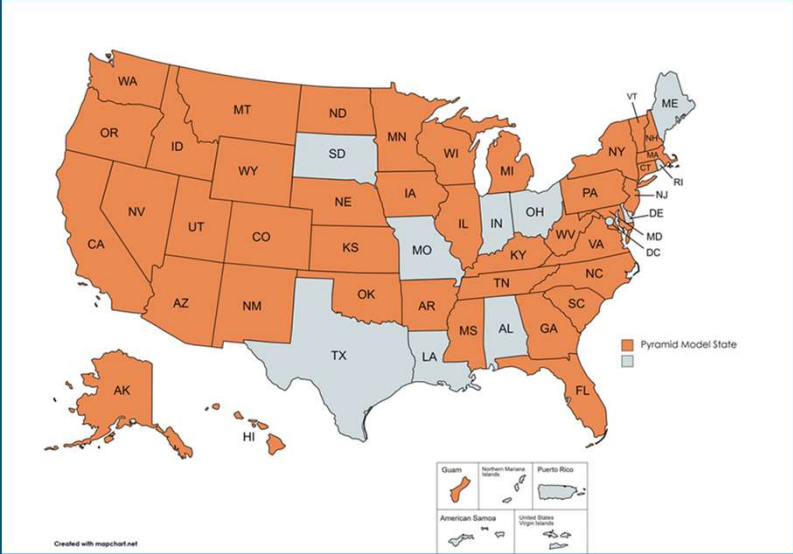 WA
MT
ND
MN
ME
VT
OR
ID
SD
WI
NH
NY
MA
WY
MI
CT
RI
IA
PA
NJ
NE
NV
OH
DE
UT
IL
IN
MD
CA
CO
WV
VA
DC
KS
MO
KY
NC
TN
AZ
NM
OK
AR
SC
MS
AL
GA
TX
LA
Pyramid Model State
AK
FL
HI
Guam
Northern Mariana
Islands
Puerto Rico
American Samoa
United States
Virgin Islands
Created with mapchart.net